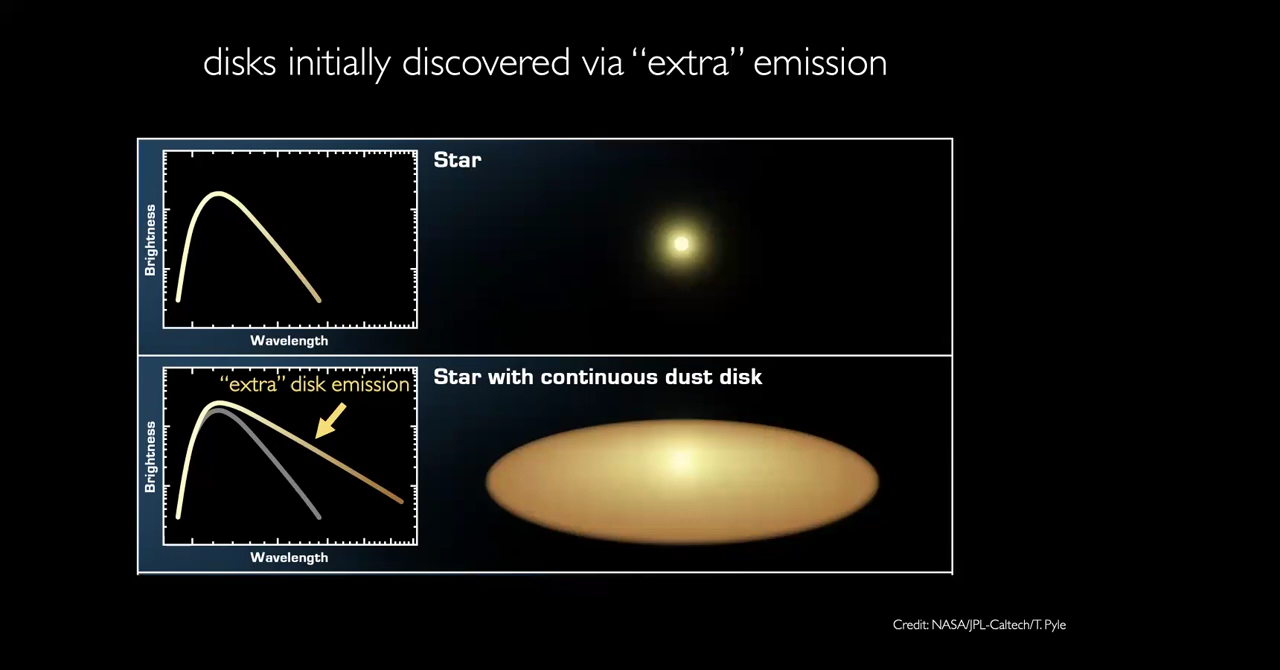 disks initially discovered via “extra” emission
Star
Brightness
Wavelength
“extra” disk emission
Star with continuous dust disk
Brightness
Wavelength
Credit: NASA/JPL-Caltech/T. Pyle